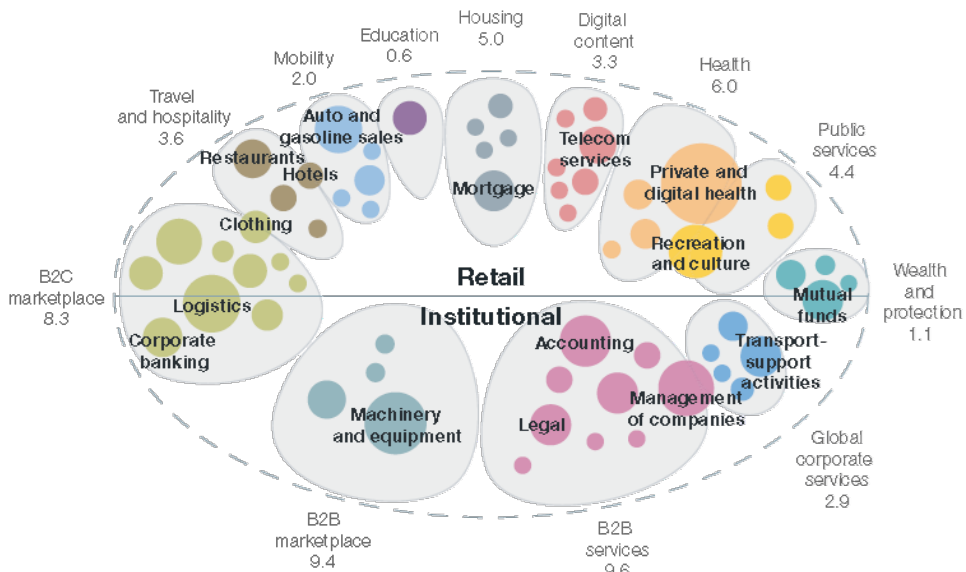 Housing
5.0
Education
0.6
Digital
content
3.3
Mobility
2.0
Health
6.0
Travel
and hospitality
3.6
Public
services
4.4
Auto and
gasoline sales
Telecom
services
Restaurants
Hotels
Mortgage
Private and
digital health
Clothing
Recreation
and culture
B2C
marketplace
8.3
Retail
Institutional
Wealth
and
protection
1.1
Logistics
Corporate
banking
Mutual
funds
Accounting
Transport-
support
activities
Machinery
and equipment
Legal
Management
of companies
Global
corporate
services
2.9
B2B
marketplace
9.4
B2B
services
9.6